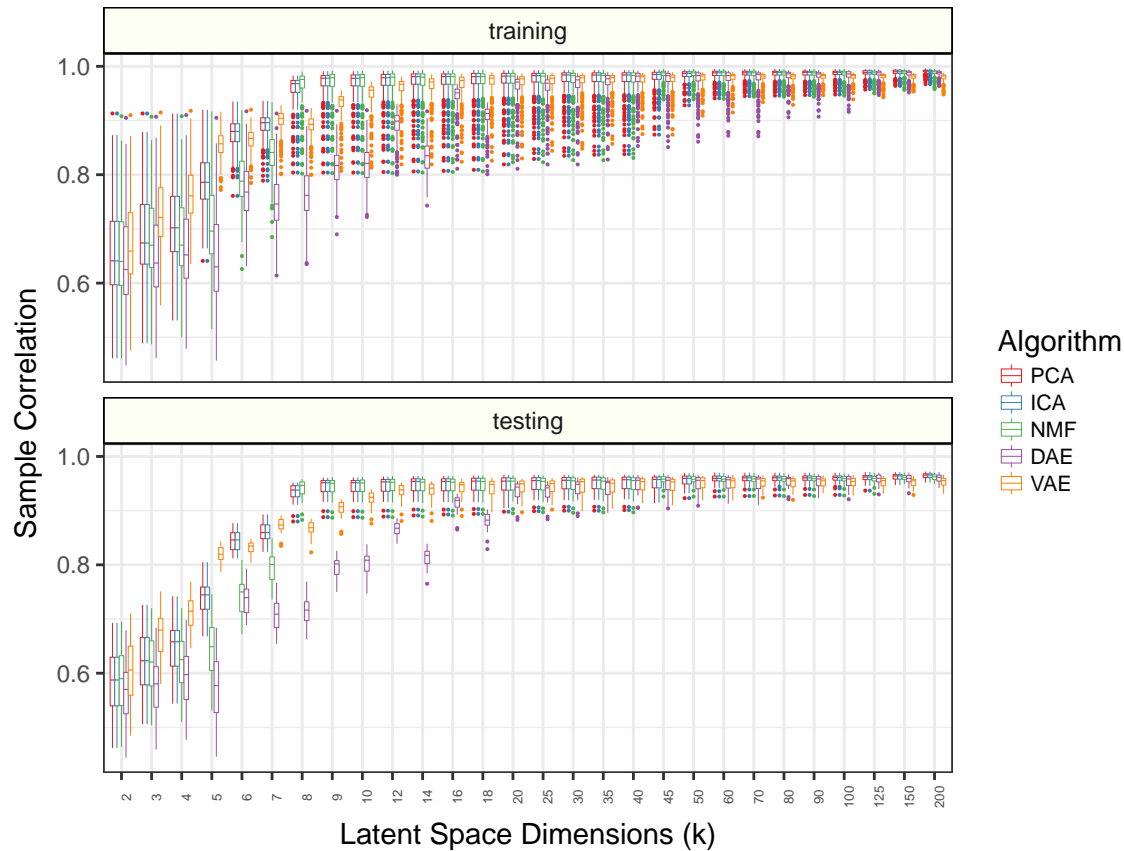 training
1.0
0.8
0.6
testing
1.0
0.8
0.6
Sample Correlation
2 3 4 5 6 7 8 9 10 12 14 16 18 20 25 30 35 40 45 50 60 70 80 90 100 125 150 200
Latent Space Dimensions (k)
Algorithm
PCA
ICA
NMF
DAE
VAE